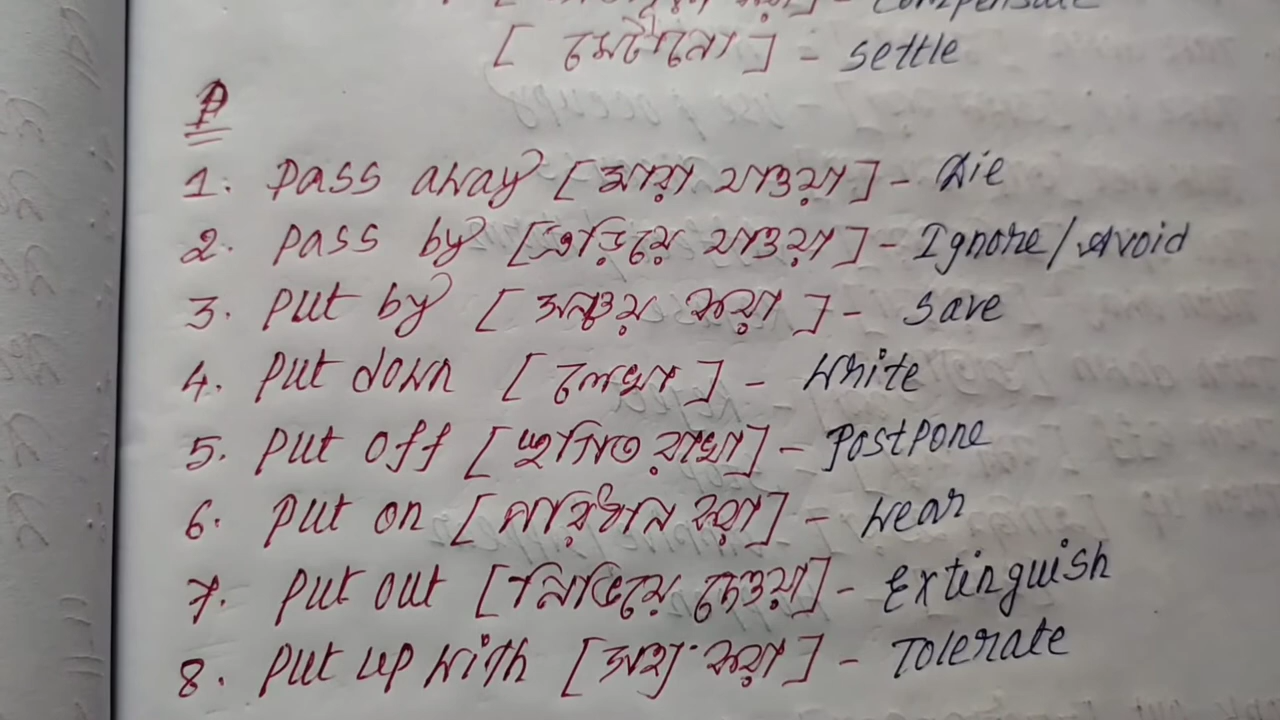 [ মেটানো ] - settle
P
1. Pass away [মারা যাওয়া] - Die
2. Pass by [এড়িয়ে যাওয়া] - Ignore/Avoid
3. Put by [ সঞ্চয় করা ] - Save
4. Put down [ লেখা ] - Write
5. Put off [স্থগিত রাখা] - Postpone
6. Put on [পরিধান করা] - Wear
7. Put out [নিভিয়ে দেওয়া] - Extinguish
8. Put up with [সহ্য করা] - Tolerate